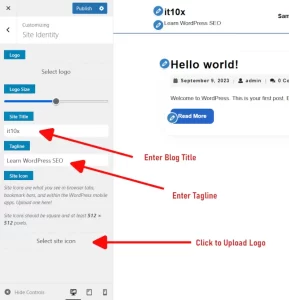 Publish
Customizing
Site Identity
Logo
Select logo
Logo Size
Site Title
it10x
Tagline
Learn WordPress SEO
Site Icon
Site Icons are what you see in browser tabs,
bookmark bars, and within the WordPress mobile
apps. Upload one here!
Site Icons should be square and at least 512 ×
512 pixels.
Select site icon
Hide Controls
it10x
Learn WordPress SEO
Sam
Hello world!
September 9, 2023
admin
Welcome to WordPress. This is your first post. E
Read More
Enter Blog Title
Enter Tagline
Click to Upload Logo